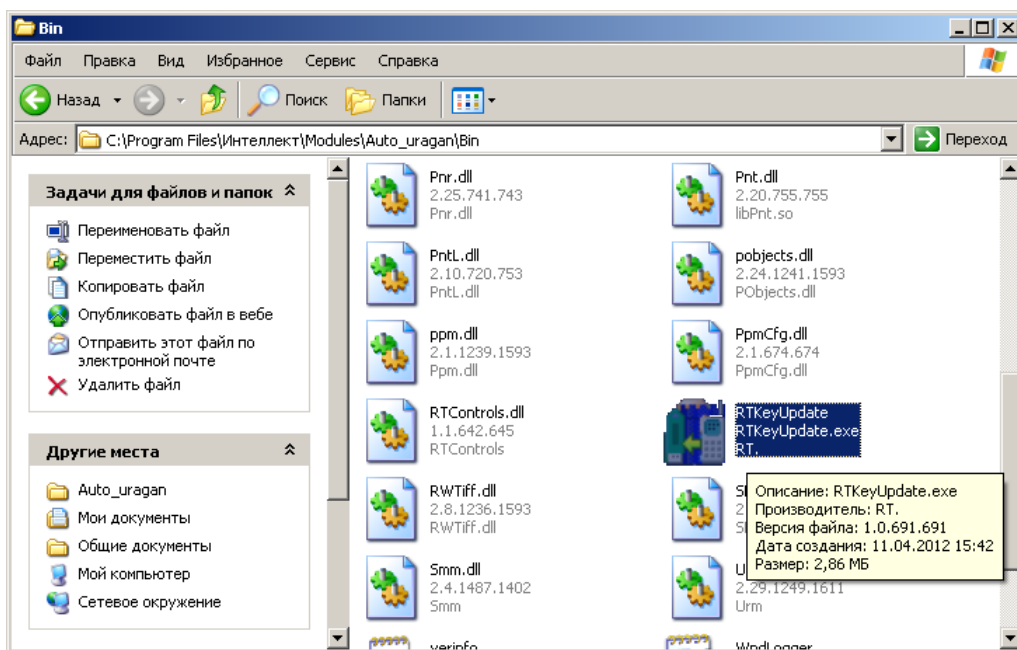 Bin
Файл Правка Вид Избранное Сервис Справка
Назад Поиск Папки
Адрес: C:\Program Files\Интеллект\Modules\Auto_uragan\Bin Переход
Задачи для файлов и папок
Переименовать файл
Переместить файл
Копировать файл
Опубликовать файл в вебе
Отправить этот файл по
электронной почте
Удалить файл
Другие места
Auto_uragan
Мои документы
Общие документы
Мой компьютер
Сетевое окружение
Pnr.dll
2.25.741.743
Pnr.dll
Pnt.dll
2.20.755.755
libPnt.so
PntL.dll
2.10.720.753
PntL.dll
pobjects.dll
2.24.1241.1593
PObjects.dll
ppm.dll
2.1.1239.1593
Ppm.dll
PpmCfg.dll
2.1.674.674
PpmCfg.dll
RTControls.dll
1.1.642.645
RTControls
RTKeyUpdate
RTKeyUpdate.exe
RT.
RWTiff.dll
2.8.1236.1593
RWTiff.dll
Описание: RTKeyUpdate.exe
Производитель: RT.
Версия файла: 1.0.691.691
Дата создания: 11.04.2012 15:42
Размер: 2,86 МБ
Smm.dll
2.4.1487.1402
Smm
2.29.1249.1611
Urm
verinfo
WndLogger